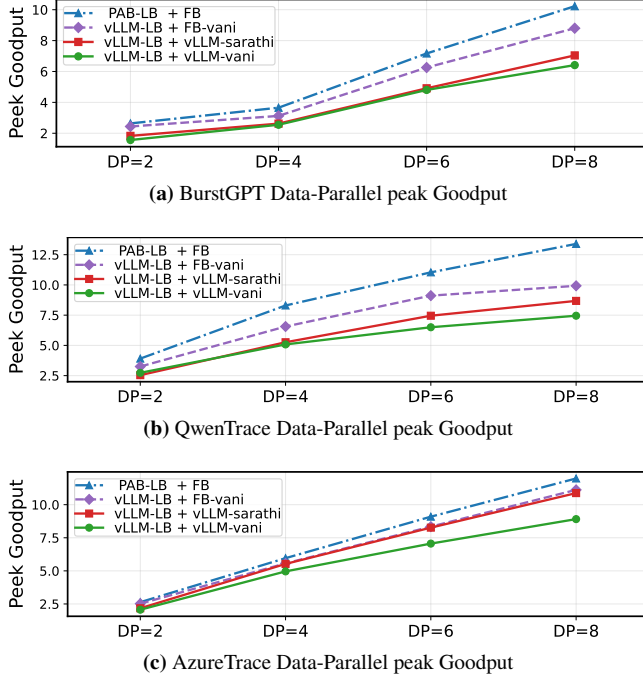 10
8
6
4
2
Peek Goodput
PAB-LB + FB
vLLM-LB + FB-vani
vLLM-LB + vLLM-sarathi
vLLM-LB + vLLM-vani
DP=2 DP=4 DP=6 DP=8
(a) BurstGPT Data-Parallel peak Goodput
12.5
10.0
7.5
5.0
2.5
Peek Goodput
PAB-LB + FB
vLLM-LB + FB-vani
vLLM-LB + vLLM-sarathi
vLLM-LB + vLLM-vani
DP=2 DP=4 DP=6 DP=8
(b) QwenTrace Data-Parallel peak Goodput
10.0
7.5
5.0
2.5
Peek Goodput
PAB-LB + FB
vLLM-LB + FB-vani
vLLM-LB + vLLM-sarathi
vLLM-LB + vLLM-vani
DP=2 DP=4 DP=6 DP=8
(c) AzureTrace Data-Parallel peak Goodput